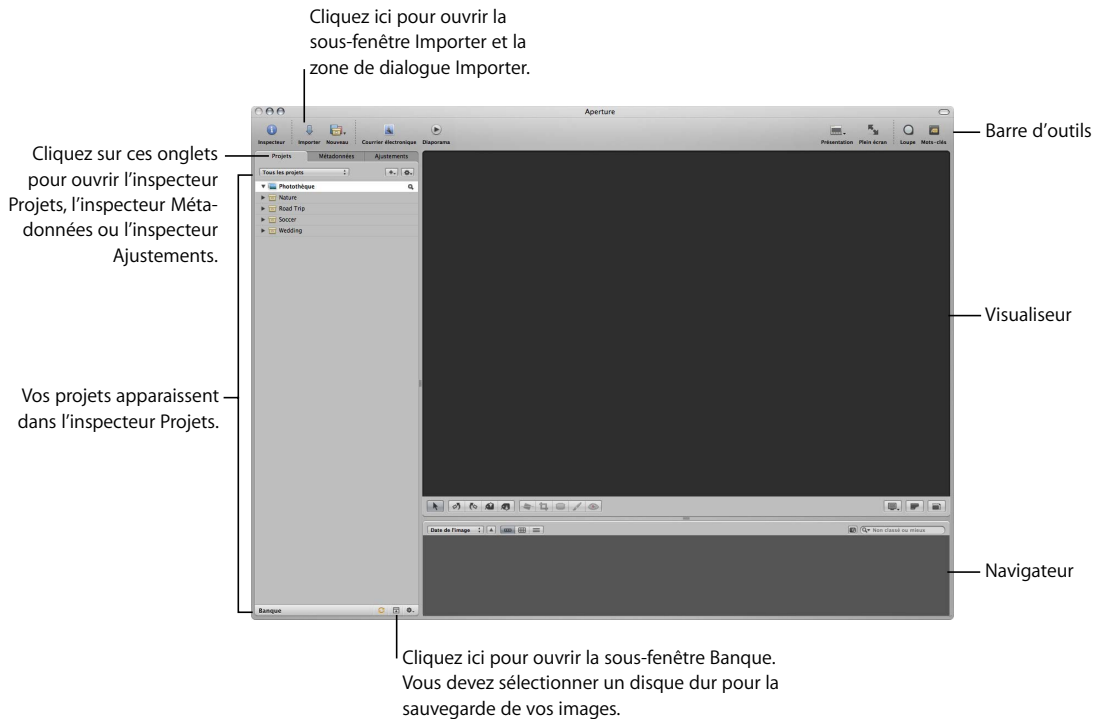 Cliquez ici pour ouvrir la
sous-fenêtre Importer et la
zone de dialogue Importer.
Aperture
Inspecteur Importer Nouveau Courrier électronique Diaporama Présentation Plein écran Loupe Mots-clés
Barre d'outils
Cliquez sur ces onglets
pour ouvrir l'inspecteur
Projets, l'inspecteur Méta-
données ou l'inspecteur
Ajustements.
Projets Métadonnées Ajustements
Tous les projets
Photothèque
Nature
Road Trip
Soccer
Wedding
Visualiseur
Vos projets apparaissent
dans l'inspecteur Projets.
Date de l'image Non classé ou mieux
Navigateur
Banque
Cliquez ici pour ouvrir la sous-fenêtre Banque.
Vous devez sélectionner un disque dur pour la
sauvegarde de vos images.